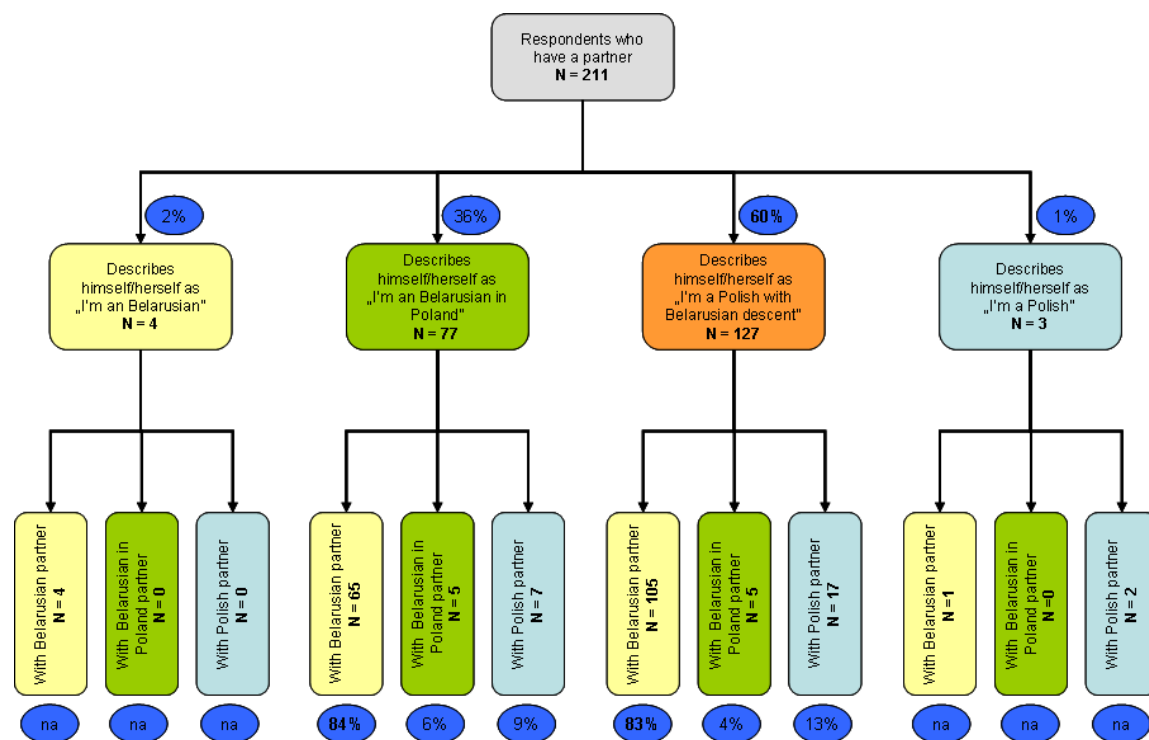 Respondents who
have a partner
N = 211
2%
36%
60%
1%
Describes
himself/herself as
„I'm an Belarusian”
N = 4
Describes
himself/herself as
„I'm an Belarusian in
Poland”
N = 77
Describes
himself/herself as
„I'm a Polish with
Belarusian descent”
N = 127
Describes
himself/herself as
„I'm a Polish”
N = 3
With Belarusian partner
N = 4
With Belarusian in
Poland partner
N = 0
With Polish partner
N = 0
With Belarusian partner
N = 65
With Belarusian in
Poland partner
N = 5
With Polish partner
N = 7
With Belarusian partner
N = 105
With Belarusian in
Poland partner
N = 5
With Polish partner
N = 17
With Belarusian partner
N =1
With Belarusian in
Poland partner
N =0
With Polish partner
N = 2
na
na
na
84%
6%
9%
83%
4%
13%
na
na
na